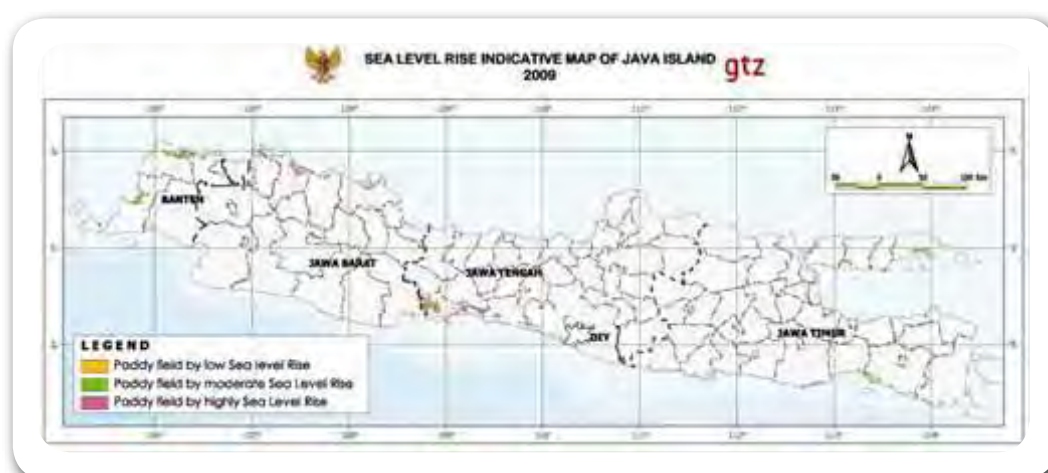 SEA LEVEL RISE INDICATIVE MAP OF JAVA ISLAND
2009
gtz
N
BANTEN
JAWA BARAT
JAWA TENGAH
DIY
JAWA TIMUR
LEGEND
Paddy field by low Sea level Rise
Paddy field by moderate Sea Level Rise
Paddy field by highly Sea Level Rise